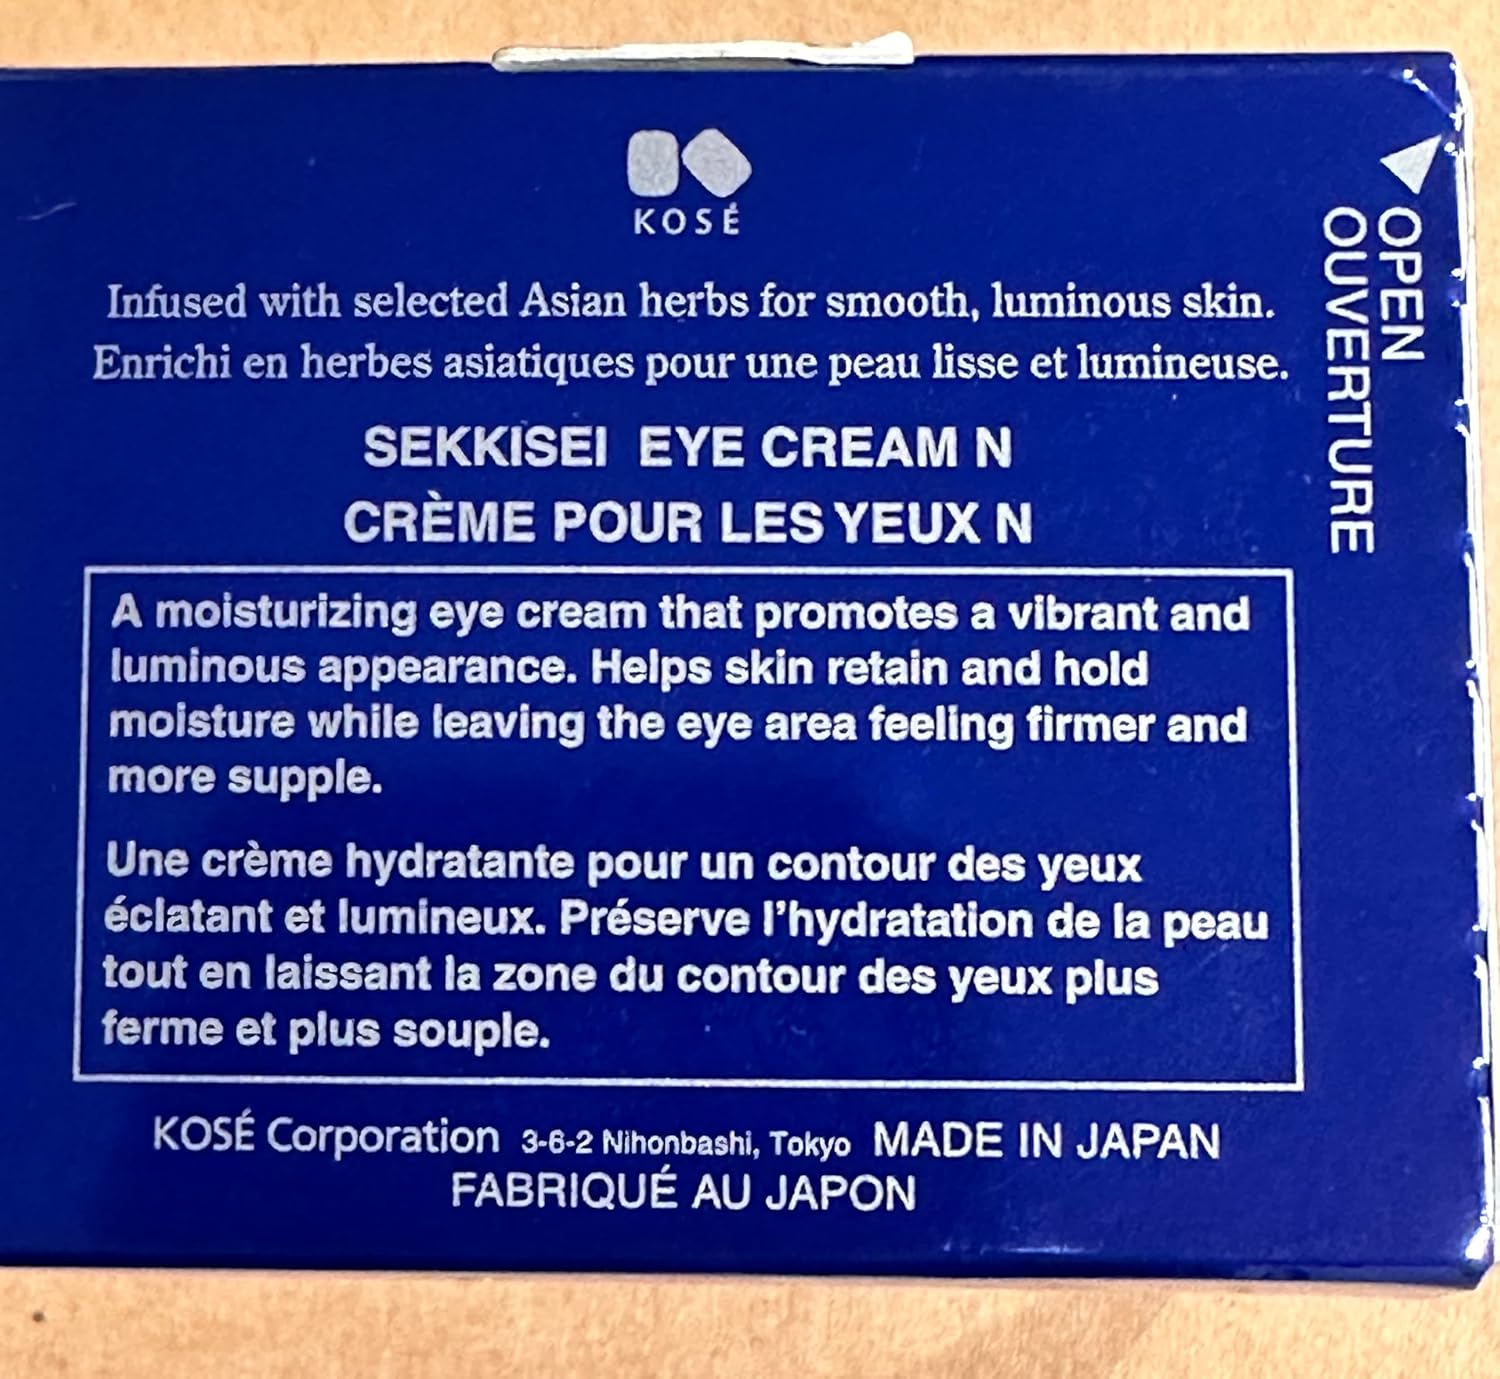 KOSÉ
Infused with selected Asian herbs for smooth, luminous skin.
Enrichi en herbes asiatiques pour une peau lisse et lumineuse.
SEKKISEI EYE CREAM N
CRÈME POUR LES YEUX N
A moisturizing eye cream that promotes a vibrant and
luminous appearance. Helps skin retain and hold
moisture while leaving the eye area feeling firmer and
more supple.
Une crème hydratante pour un contour des yeux
éclatant et lumineux. Préserve l'hydratation de la peau
tout en laissant la zone du contour des yeux plus
ferme et plus souple.
KOSÉ Corporation 3-6-2 Nihonbashi, Tokyo MADE IN JAPAN
FABRIQUÉ AU JAPON
OPEN
OUVERTURE